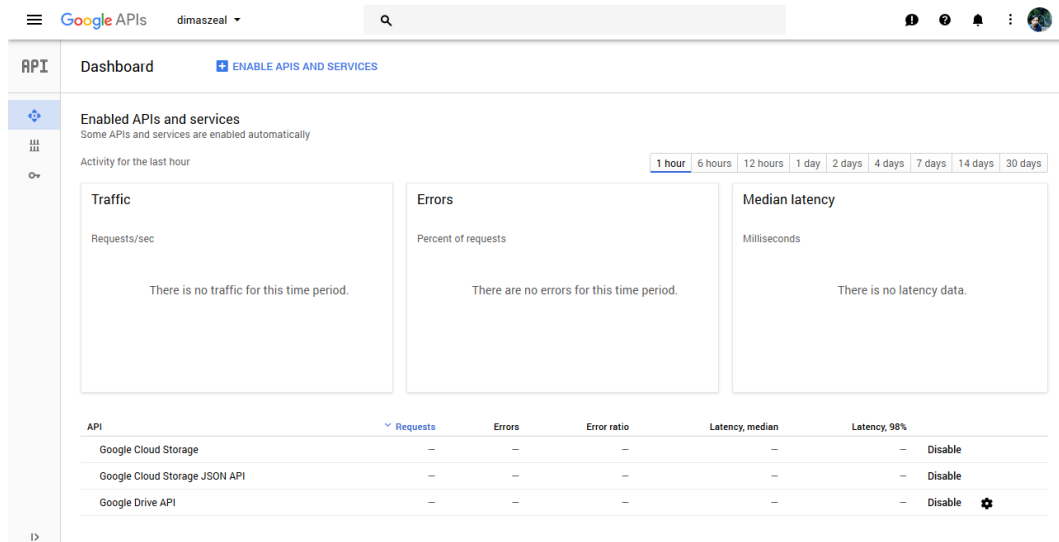 Google APIs dimaszeal
API Dashboard ENABLE APIS AND SERVICES
Enabled APIs and services
Some APIs and services are enabled automatically
Activity for the last hour 1 hour 6 hours 12 hours 1 day 2 days 4 days 7 days 14 days 30 days
Traffic Errors Median latency
Requests/sec Percent of requests Milliseconds
There is no traffic for this time period. There are no errors for this time period. There is no latency data.
API Requests Errors Error ratio Latency, median Latency, 98%
Google Cloud Storage – – – – – Disable
Google Cloud Storage JSON API – – – – – Disable
Google Drive API – – – – – Disable